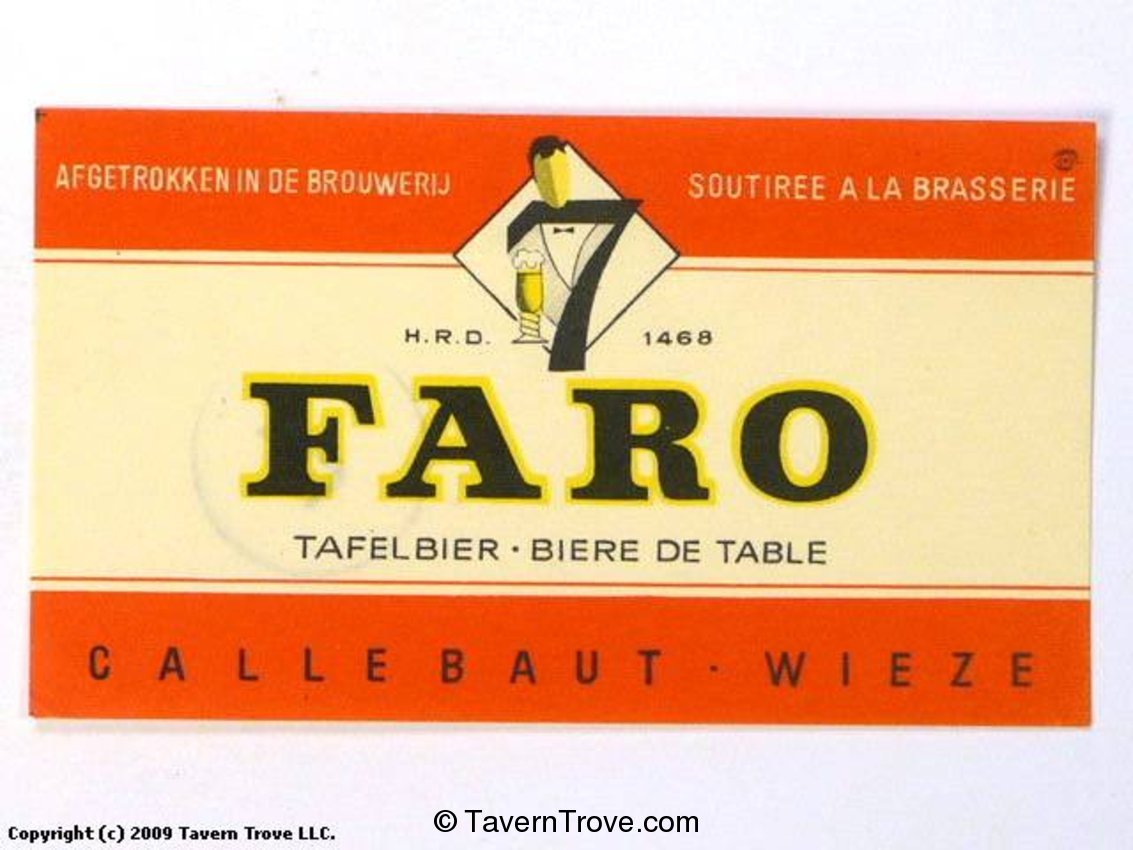 AFGETROKKEN IN DE BROUWERIJ
SOUTIREE A LA BRASSERIE
7
H.R.D. 1468
FARO
TAFELBIER · BIERE DE TABLE
CALLEBAUT · WIEZE
© TavernTrove.com
Copyright (c) 2009 Tavern Trove LLC.